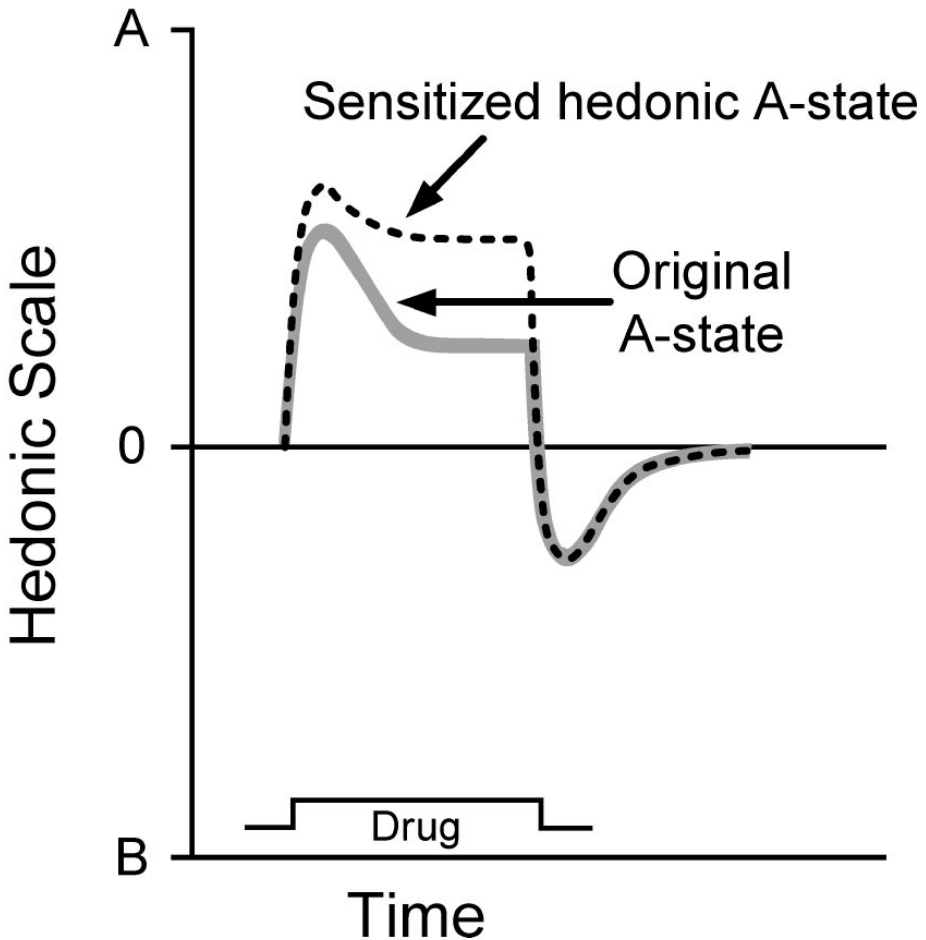 A
Sensitized hedonic A-state
Original
A-state
Hedonic Scale
0
Drug
B
Time